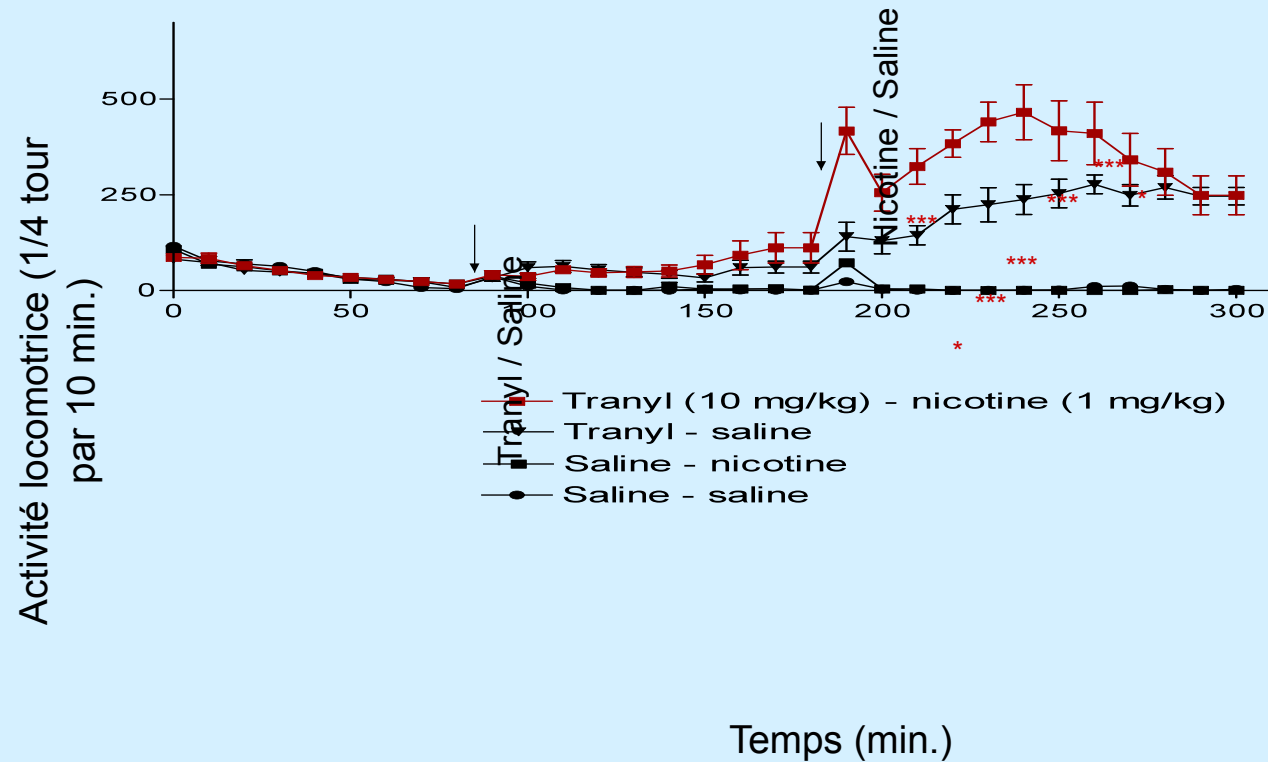 Activité locomotrice (1/4 tour
par 10 min.)
500
250
0
Nicotine / Saline
Tranyl / Saline
***
*
***
***
***
***
*
0 50 100 150 200 250 300
Tranyl (10 mg/kg) - nicotine (1 mg/kg)
Tranyl - saline
Saline - nicotine
Saline - saline
Temps (min.)